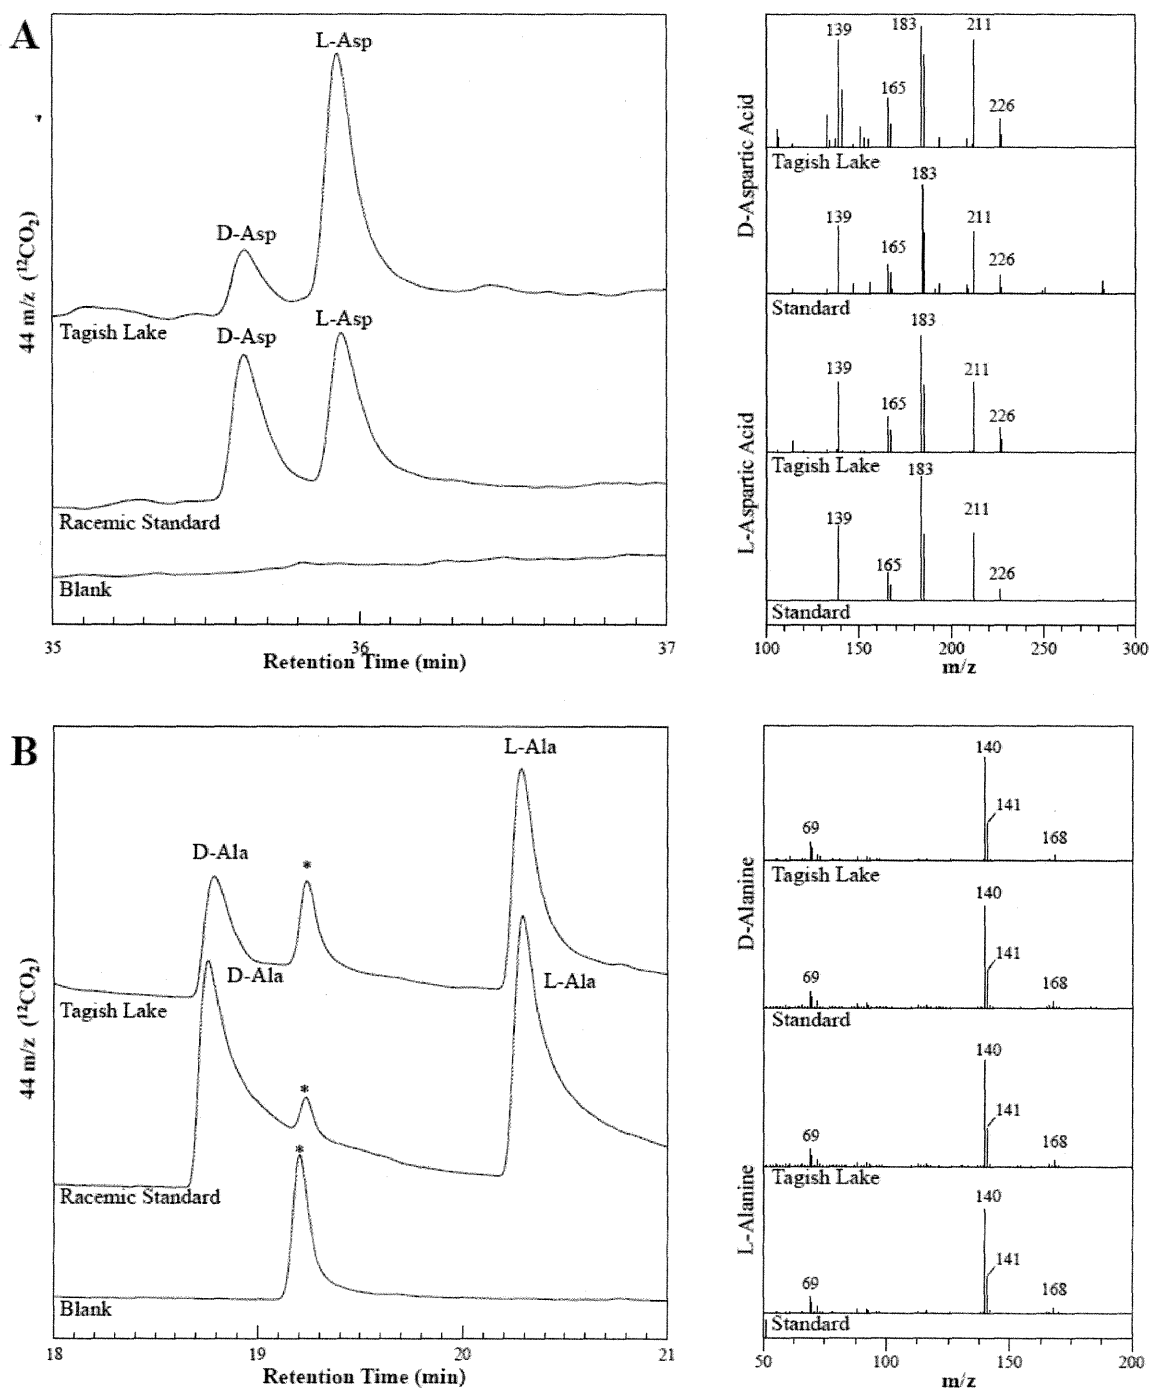 A
L-Asp
D-Asp
Tagish Lake
D-Asp
L-Asp
Racemic Standard
Blank
44 m/z (¹²CO₂)
35
36
37
Retention Time (min)
139
183
211
165
226
Tagish Lake
183
139
211
165
226
Standard
183
139
211
165
226
Tagish Lake
183
139
211
165
226
Standard
D-Aspartic Acid
L-Aspartic Acid
100
150
200
250
300
m/z
B
L-Ala
D-Ala
*
D-Ala
L-Ala
Tagish Lake
*
*
Racemic Standard
Blank
44 m/z (¹²CO₂)
18
19
20
21
Retention Time (min)
140
141
69
168
Tagish Lake
140
141
69
168
Standard
140
141
69
168
Tagish Lake
140
141
69
168
Standard
D-Alanine
L-Alanine
50
100
150
200
m/z